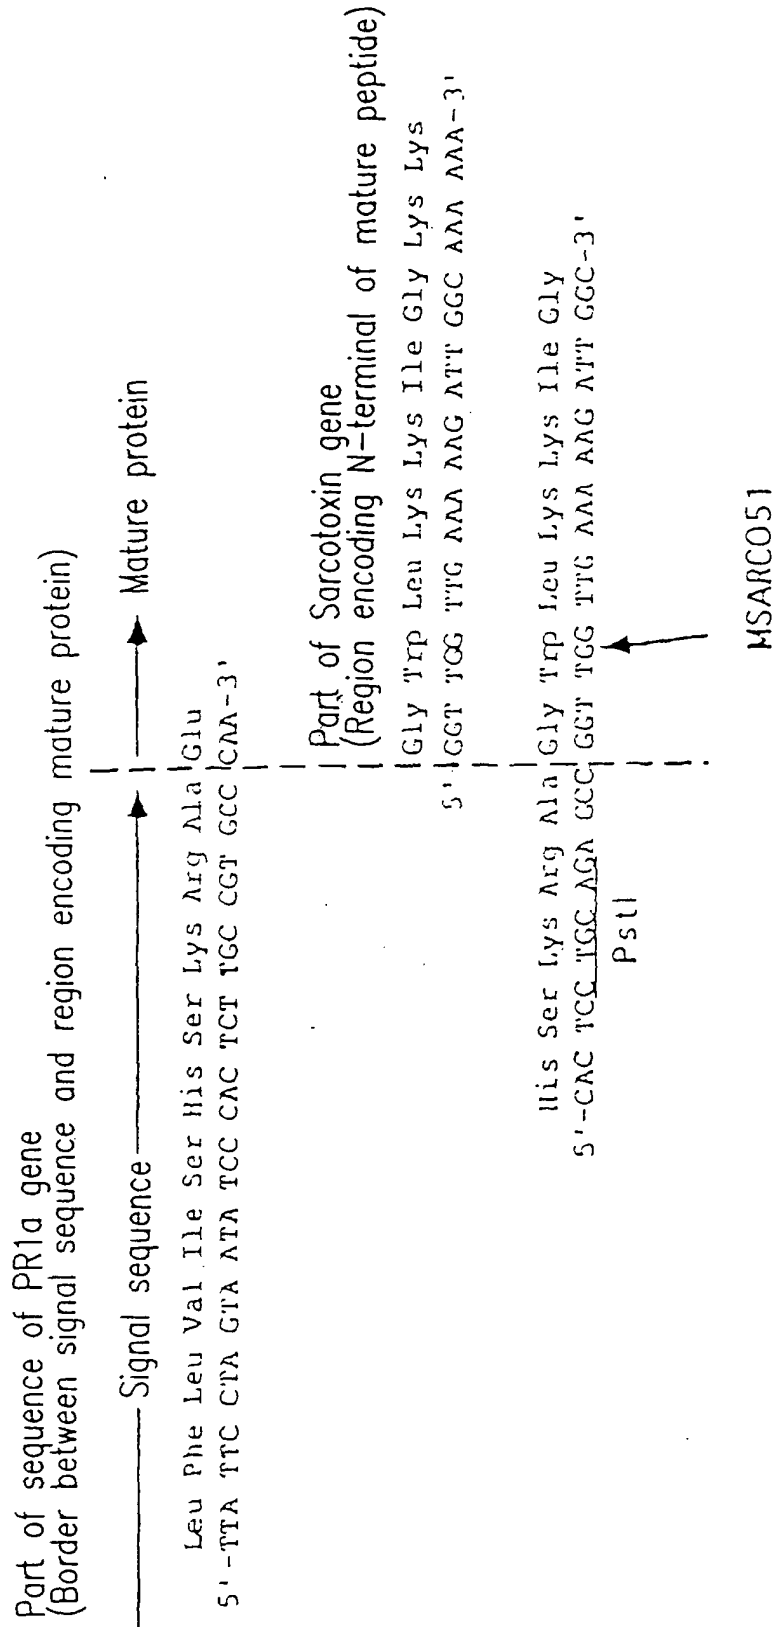 Part of sequence of PR1a gene
(Border between signal sequence and region encoding mature protein)
Signal sequence
Mature protein
Leu Phe Leu Val Ile Ser His Ser Lys Arg Ala Glu
5'-TTA TTC CTA GTA ATA TCC CAC TCT TGC CGT GCC CAA-3'
Part of Sarcotoxin gene
(Region encoding N-terminal of mature peptide)
Gly Trp Leu Lys Lys Ile Gly Lys Lys
5' GGT TGG TTG AAA AAG ATT GGC AAA AAA-3'
His Ser Lys Arg Ala Gly Trp Leu Lys Lys Ile Gly
5'-CAC TCC TGC AGA GCC GGT TGG TTG AAA AAG ATT GGC-3'
PstI
MSARCO51